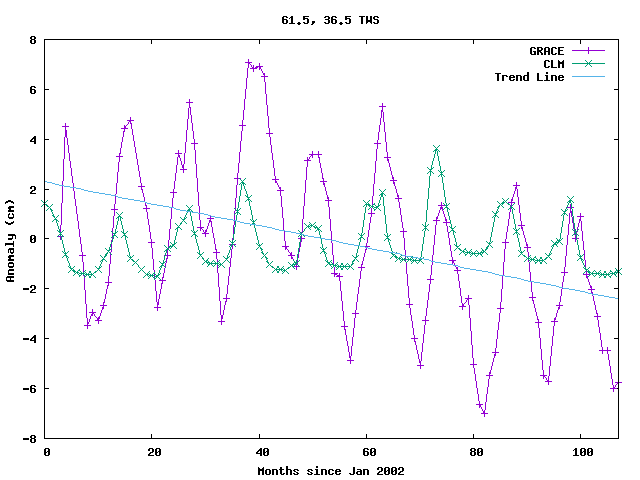 61.5, 36.5 TWS
GRACE
CLM
Trend Line
8
6
4
2
0
-2
-4
-6
-8
Anomaly (cm)
0 20 40 60 80 100
Months since Jan 2002